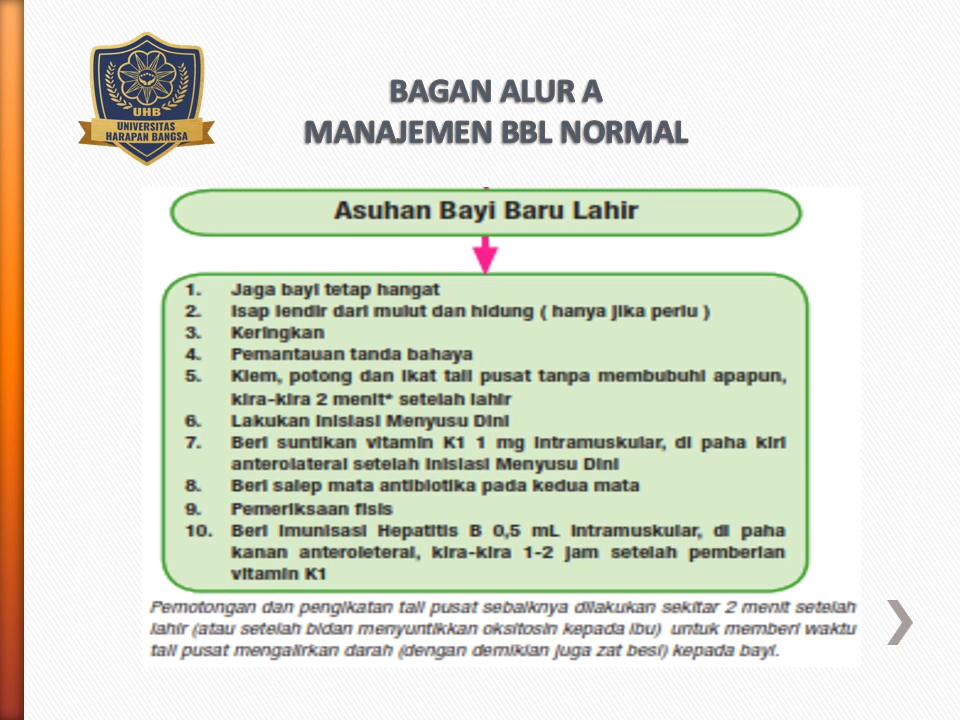 UHB
UNIVERSITAS
HARAPAN BANGSA
BAGAN ALUR A
MANAJEMEN BBL NORMAL
Asuhan Bayi Baru Lahir
1. Jaga bayi tetap hangat
2. Isap lendir dari mulut dan hidung ( hanya jika perlu )
3. Keringkan
4. Pemantauan tanda bahaya
5. Klem, potong dan ikat tali pusat tanpa membubuhi apapun,
kira-kira 2 menit* setelah lahir
6. Lakukan Inisiasi Menyusu Dini
7. Beri suntikan vitamin K1 1 mg intramuskular, di paha kiri
anterolateral setelah Inisiasi Menyusu Dini
8. Beri salep mata antibiotika pada kedua mata
9. Pemeriksaan fisis
10. Beri imunisasi Hepatitis B 0,5 mL intramuskular, di paha
kanan anteroleteral, kira-kira 1-2 jam setelah pemberian
vitamin K1
Pemotongan dan pengikatan tali pusat sebaiknya dilakukan sekitar 2 menit setelah
lahir (atau setelah bidan menyuntikkan oksitosin kepada ibu) untuk memberi waktu
tali pusat mengalirkan darah (dengan demikian juga zat besi) kepada bayi.